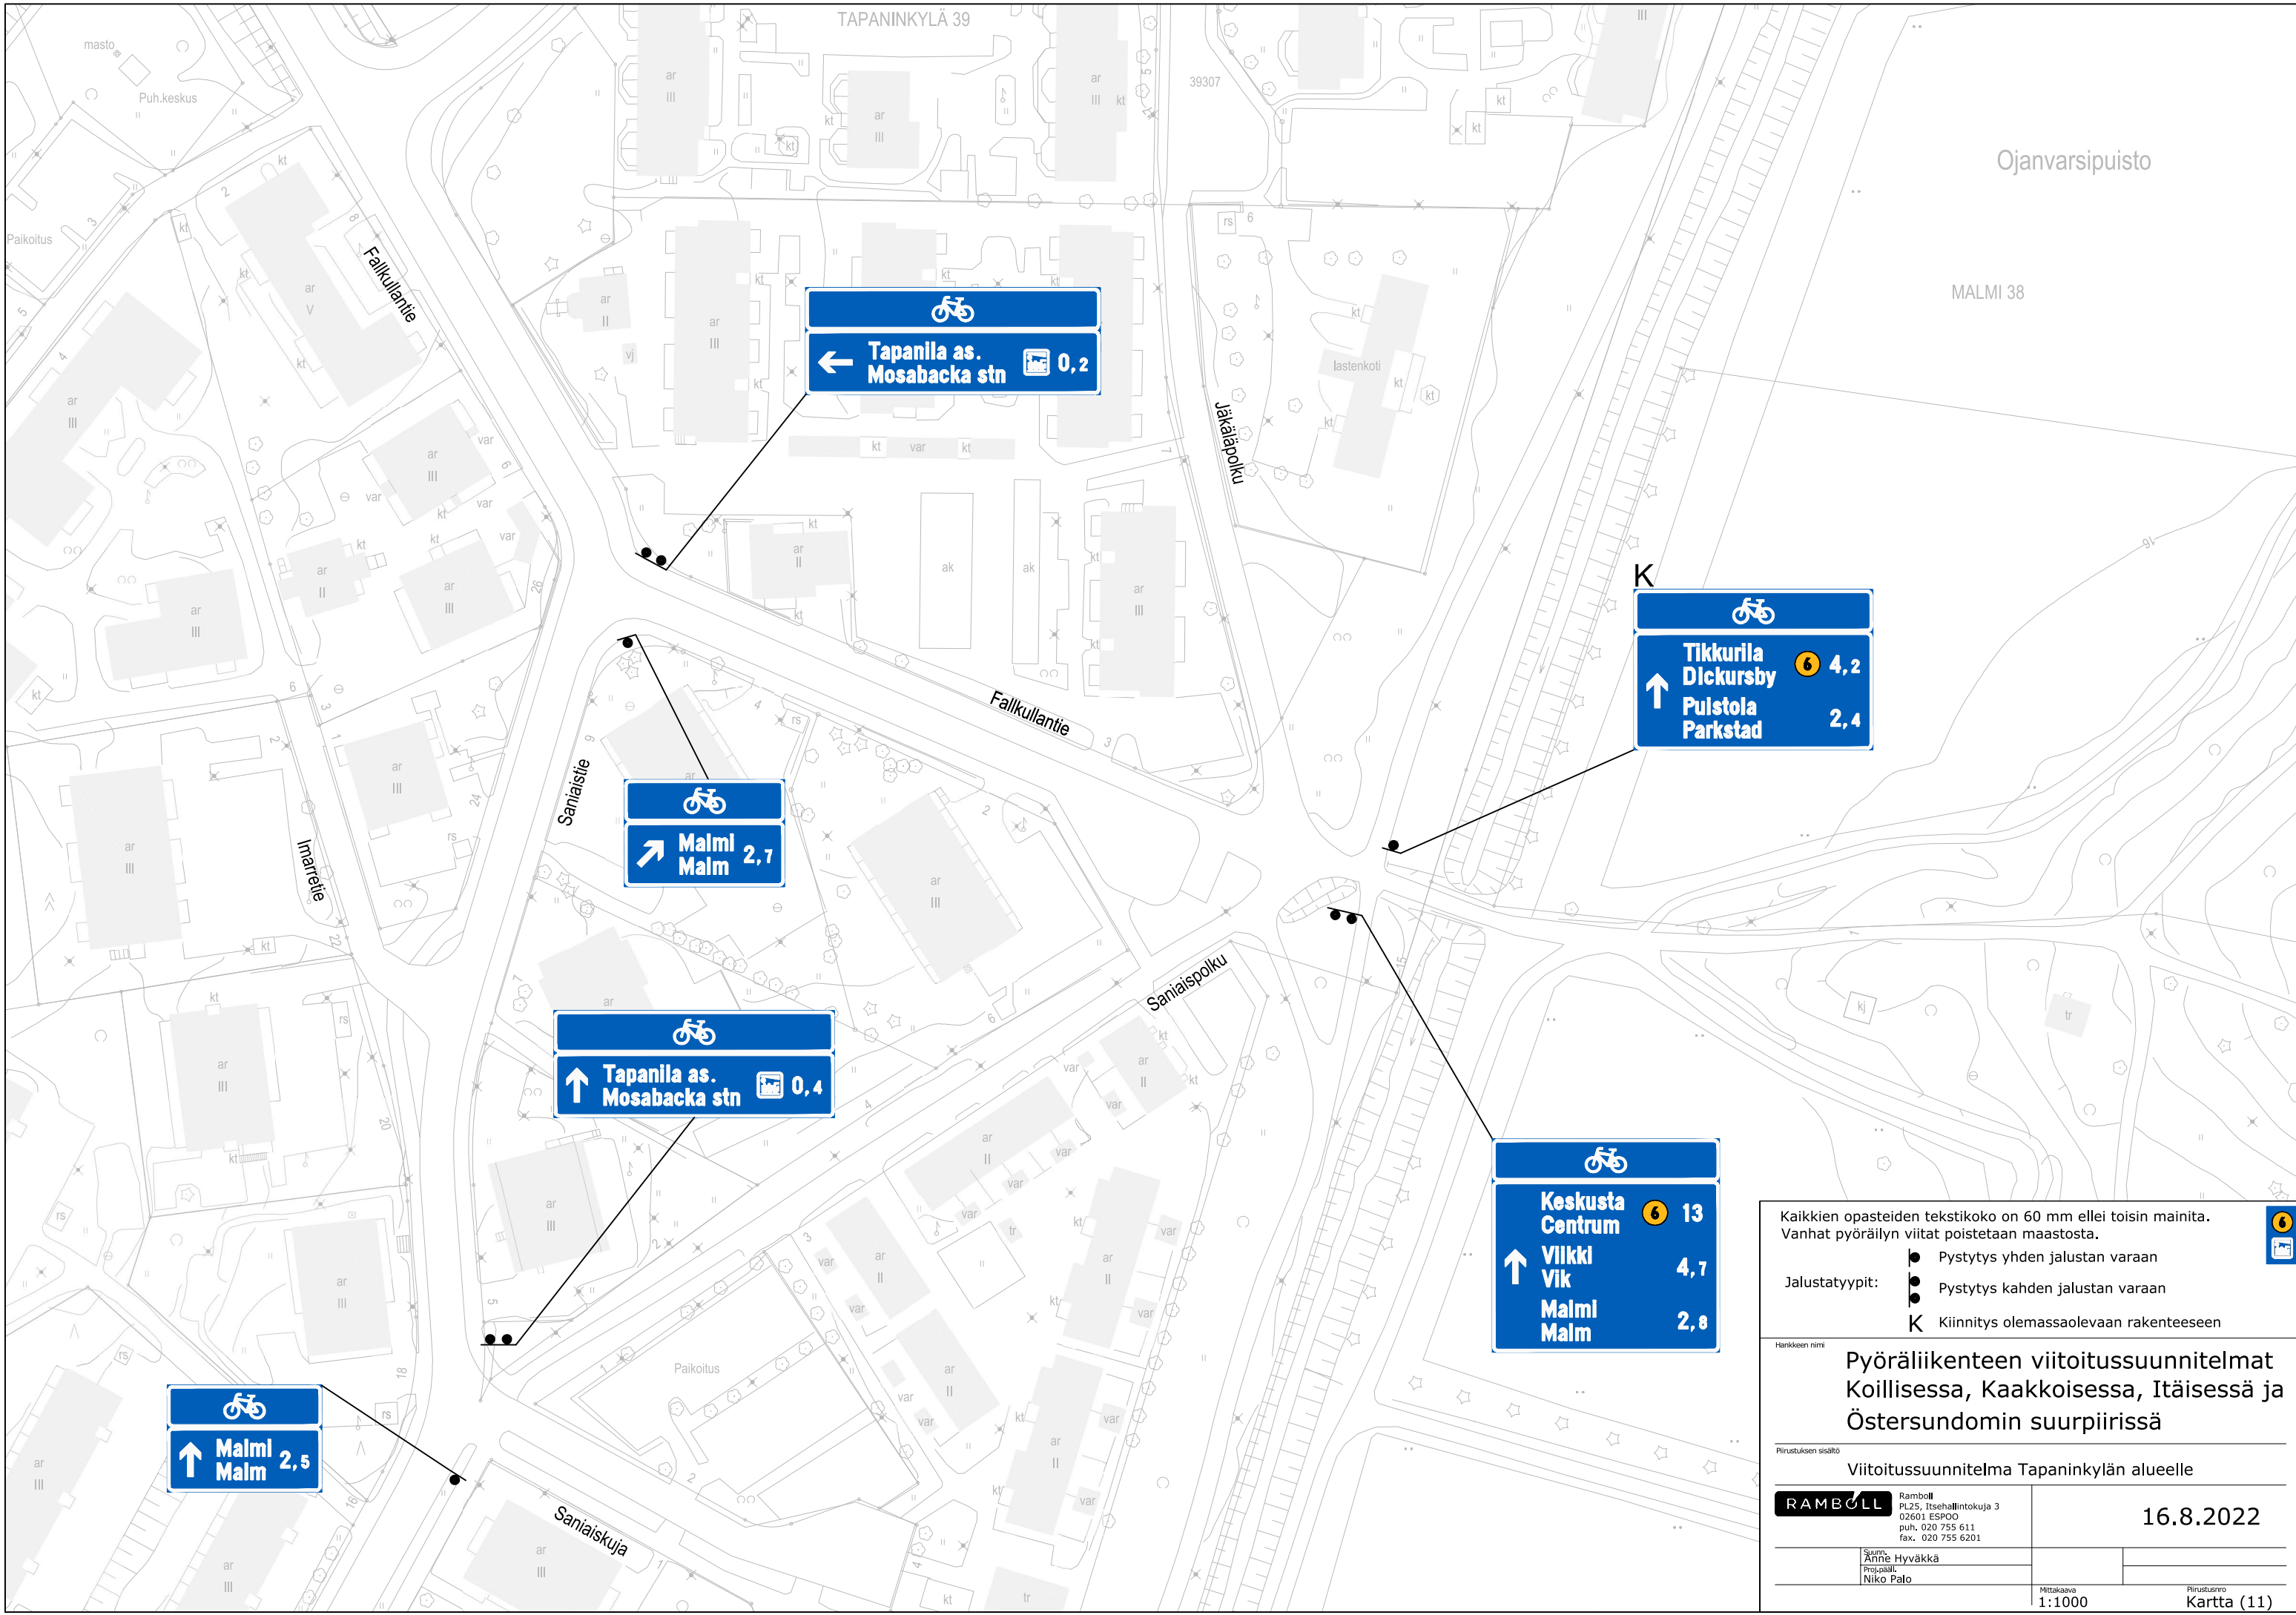 TAPANINKYLÄ 39
masto
Puh.keskus
Paikoitus
39307
Ojanvarsipuisto
MALMI 38
Fallkullantie
Tapanila as.
Mosabacka stn
0,2
lastenkoti
Jäkäläpolku
K
Tikkurila
Dickursby
6 4,2
Puistola
Parkstad
2,4
Fallkullantie
Saniaistie
Malmi
Malm
2,7
Imarretie
Saniaispolku
Tapanila as.
Mosabacka stn
0,4
Keskusta
Centrum
6 13
Viikki
Vik
4,7
Malmi
Malm
2,8
Paikoitus
Malmi
Malm
2,5
Saniaiskuja
Kaikkien opasteiden tekstikoko on 60 mm ellei toisin mainita.
Vanhat pyöräilyn viitat poistetaan maastosta.
6
Jalustatyypit:
Pystytys yhden jalustan varaan
Pystytys kahden jalustan varaan
K Kiinnitys olemassaolevaan rakenteeseen
Hankkeen nimi
Pyöräliikenteen viitoitussuunnitelmat
Koillisessa, Kaakkoisessa, Itäisessä ja
Östersundomin suurpiirissä
Piirustuksen sisältö
Viitoitussuunnitelma Tapaninkylän alueelle
RAMBOLL
Ramboll
PL25, Itsehallintokuja 3
02601 ESPOO
puh. 020 755 611
fax. 020 755 6201
16.8.2022
Suunn.
Anne Hyväkkä
Proj.pääll.
Niko Palo
Mittakaava
1:1000
Piirustusnro
Kartta (11)